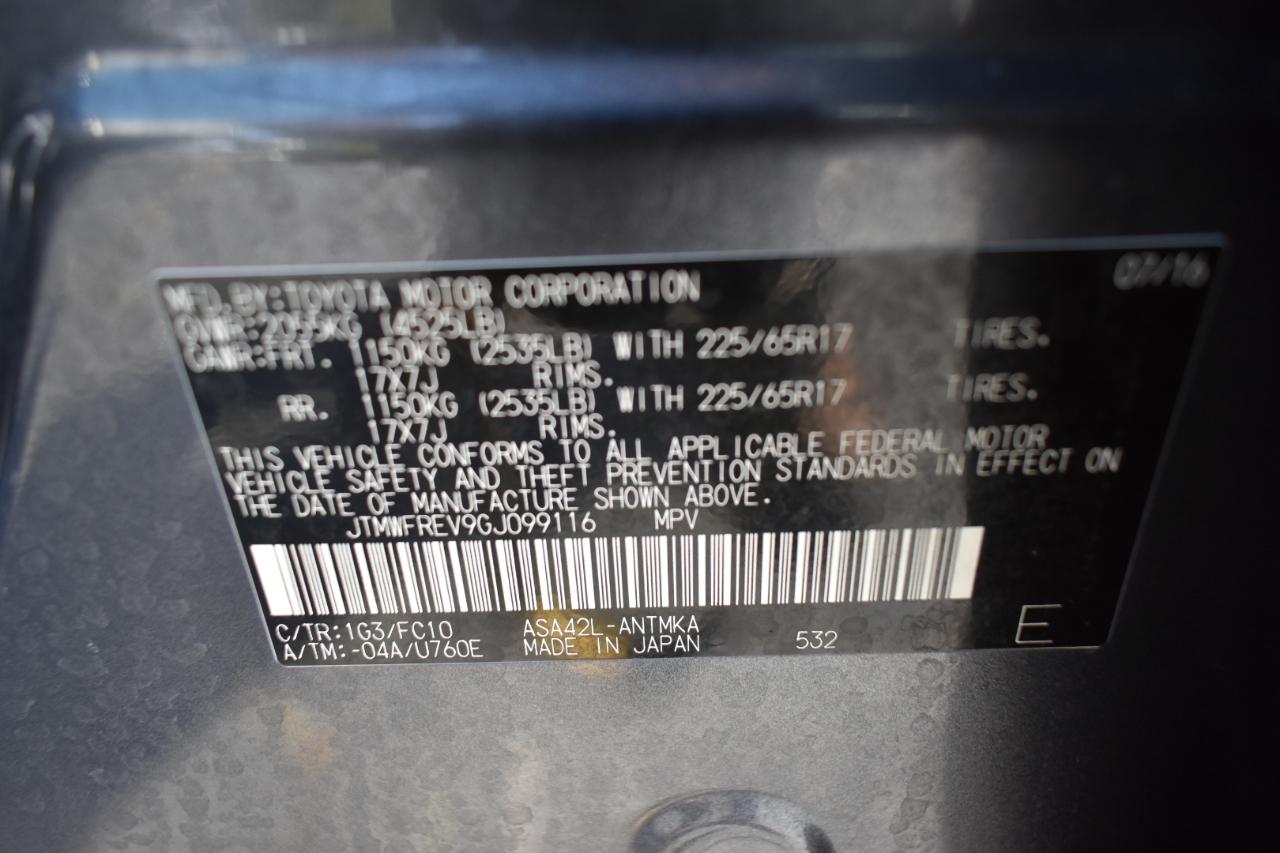 07/16
MFD.BY:TOYOTA MOTOR CORPORATION
GVWR:2055KG (4525LB)
GAWR:FRT. 1150KG (2535LB) WITH 225/65R17 TIRES.
17X7J RIMS.
RR. 1150KG (2535LB) WITH 225/65R17 TIRES.
17X7J RIMS.
THIS VEHICLE CONFORMS TO ALL APPLICABLE FEDERAL MOTOR
VEHICLE SAFETY AND THEFT PREVENTION STANDARDS IN EFFECT ON
THE DATE OF MANUFACTURE SHOWN ABOVE.
JTMWFREV9GJ099116 MPV
C/TR:1G3/FC10 ASA42L-ANTMKA
A/TM:-04A/U760E MADE IN JAPAN 532 E